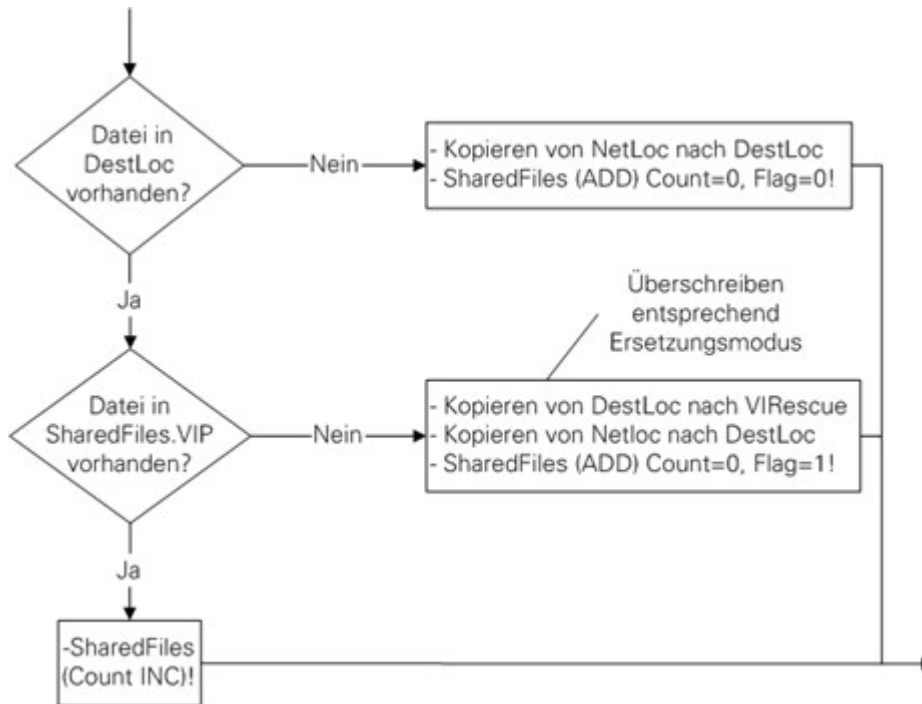 Datei in
DestLoc
vorhanden?
Nein
- Kopieren von NetLoc nach DestLoc
- SharedFiles (ADD) Count=0, Flag=0!
Ja
Überschreiben
entsprechend
Ersetzungsmodus
Datei in
SharedFiles.VIP
vorhanden?
Nein
- Kopieren von DestLoc nach VIRescue
- Kopieren von Netloc nach DestLoc
- SharedFiles (ADD) Count=0, Flag=1!
Ja
-SharedFiles
(Count INC)!